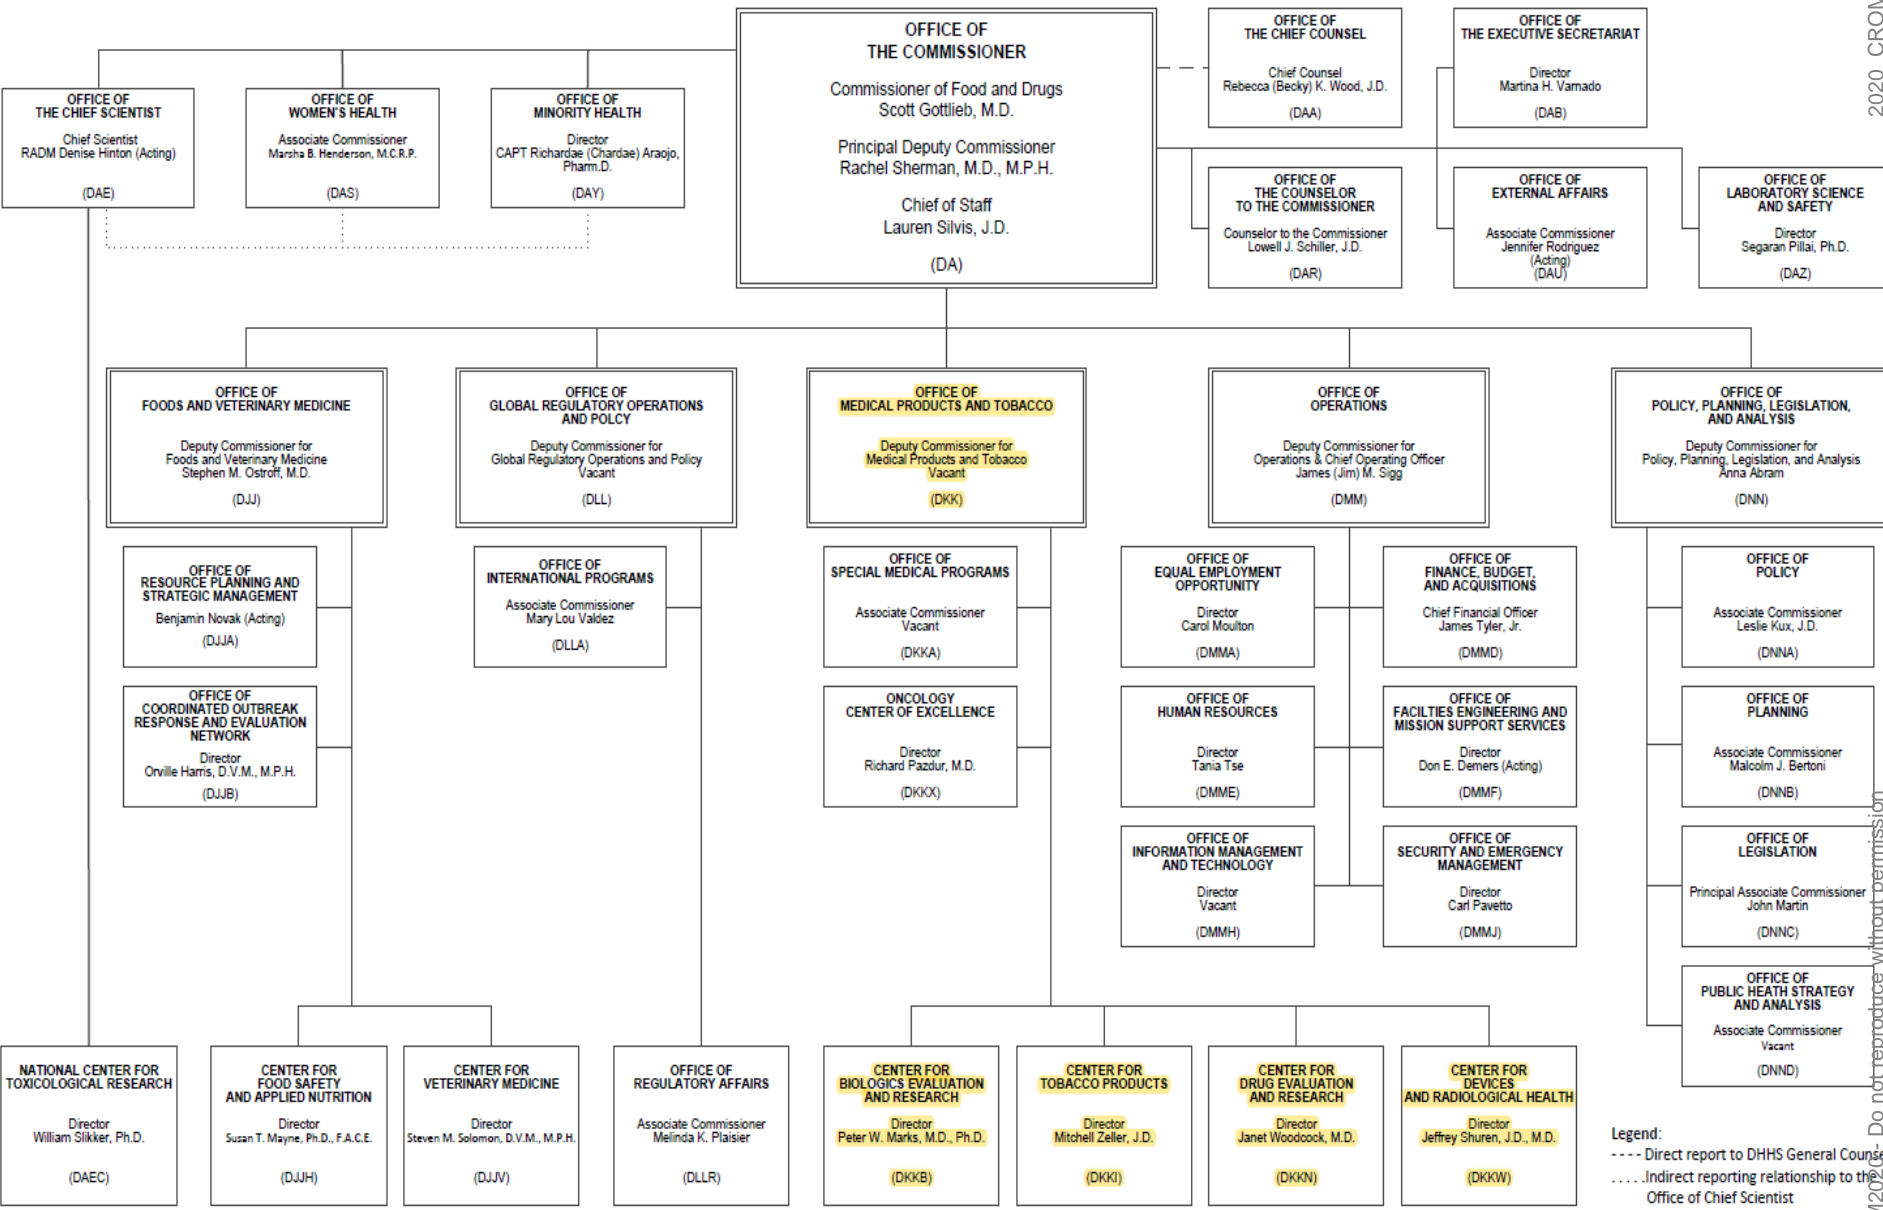 OFFICE OF
THE COMMISSIONER
Commissioner of Food and Drugs
Scott Gottlieb, M.D.
Principal Deputy Commissioner
Rachel Sherman, M.D., M.P.H.
Chief of Staff
Lauren Silvis, J.D.
(DA)
OFFICE OF
THE CHIEF COUNSEL
Chief Counsel
Rebecca (Becky) K. Wood, J.D.
(DAA)
OFFICE OF
THE EXECUTIVE SECRETARIAT
Director
Martina H. Varnado
(DAB)
OFFICE OF
THE CHIEF SCIENTIST
Chief Scientist
RADM Denise Hinton (Acting)
(DAE)
OFFICE OF
WOMEN'S HEALTH
Associate Commissioner
Marsha B. Henderson, M.C.R.P.
(DAS)
OFFICE OF
MINORITY HEALTH
Director
CAPT Richardae (Chardae) Araojo,
Pharm.D.
(DAY)
OFFICE OF
THE COUNSELOR
TO THE COMMISSIONER
Counselor to the Commissioner
Lowell J. Schiller, J.D.
(DAR)
OFFICE OF
EXTERNAL AFFAIRS
Associate Commissioner
Jennifer Rodriguez
(Acting)
(DAU)
OFFICE OF
LABORATORY SCIENCE
AND SAFETY
Director
Segaran Pillai, Ph.D.
(DAZ)
OFFICE OF
FOODS AND VETERINARY MEDICINE
Deputy Commissioner for
Foods and Veterinary Medicine
Stephen M. Ostroff, M.D.
(DJJ)
OFFICE OF
GLOBAL REGULATORY OPERATIONS
AND POLCY
Deputy Commissioner for
Global Regulatory Operations and Policy
Vacant
(DLL)
OFFICE OF
MEDICAL PRODUCTS AND TOBACCO
Deputy Commissioner for
Medical Products and Tobacco
Vacant
(DKK)
OFFICE OF
OPERATIONS
Deputy Commissioner for
Operations & Chief Operating Officer
James (Jim) M. Sigg
(DMM)
OFFICE OF
POLICY, PLANNING, LEGISLATION,
AND ANALYSIS
Deputy Commissioner for
Policy, Planning, Legislation, and Analysis
Anna Abram
(DNN)
OFFICE OF
RESOURCE PLANNING AND
STRATEGIC MANAGEMENT
Benjamin Novak (Acting)
(DJJA)
OFFICE OF
INTERNATIONAL PROGRAMS
Associate Commissioner
Mary Lou Valdez
(DLLA)
OFFICE OF
SPECIAL MEDICAL PROGRAMS
Associate Commissioner
Vacant
(DKKA)
OFFICE OF
EQUAL EMPLOYMENT
OPPORTUNITY
Director
Carol Moulton
(DMMA)
OFFICE OF
FINANCE, BUDGET,
AND ACQUISITIONS
Chief Financial Officer
James Tyler, Jr.
(DMMD)
OFFICE OF
POLICY
Associate Commissioner
Leslie Kux, J.D.
(DNNA)
OFFICE OF
COORDINATED OUTBREAK
RESPONSE AND EVALUATION
NETWORK
Director
Orville Harris, D.V.M., M.P.H.
(DJJB)
ONCOLOGY
CENTER OF EXCELLENCE
Director
Richard Pazdur, M.D.
(DKKX)
OFFICE OF
HUMAN RESOURCES
Director
Tania Tse
(DMME)
OFFICE OF
FACILTIES ENGINEERING AND
MISSION SUPPORT SERVICES
Director
Don E. Demers (Acting)
(DMMF)
OFFICE OF
PLANNING
Associate Commissioner
Malcolm J. Bertoni
(DNNB)
OFFICE OF
INFORMATION MANAGEMENT
AND TECHNOLOGY
Director
Vacant
(DMMH)
OFFICE OF
SECURITY AND EMERGENCY
MANAGEMENT
Director
Carl Pavetto
(DMMJ)
OFFICE OF
LEGISLATION
Principal Associate Commissioner
John Martin
(DNNC)
OFFICE OF
PUBLIC HEATH STRATEGY
AND ANALYSIS
Associate Commissioner
Vacant
(DNND)
NATIONAL CENTER FOR
TOXICOLOGICAL RESEARCH
Director
William Slikker, Ph.D.
(DAEC)
CENTER FOR
FOOD SAFETY
AND APPLIED NUTRITION
Director
Susan T. Mayne, Ph.D., F.A.C.E.
(DJJH)
CENTER FOR
VETERINARY MEDICINE
Director
Steven M. Solomon, D.V.M., M.P.H.
(DJJV)
OFFICE OF
REGULATORY AFFAIRS
Associate Commissioner
Melinda K. Plaisier
(DLLR)
CENTER FOR
BIOLOGICS EVALUATION
AND RESEARCH
Director
Peter W. Marks, M.D., Ph.D.
(DKKB)
CENTER FOR
TOBACCO PRODUCTS
Director
Mitchell Zeller, J.D.
(DKKI)
CENTER FOR
DRUG EVALUATION
AND RESEARCH
Director
Janet Woodcock, M.D.
(DKKN)
CENTER FOR
DEVICES
AND RADIOLOGICAL HEALTH
Director
Jeffrey Shuren, J.D., M.D.
(DKKW)
Legend:
- - - - Direct report to DHHS General
. . . . .Indirect reporting relationship to the
Office of Chief Scientist
2020 CROM
M2020 - Do not reproduce without permission